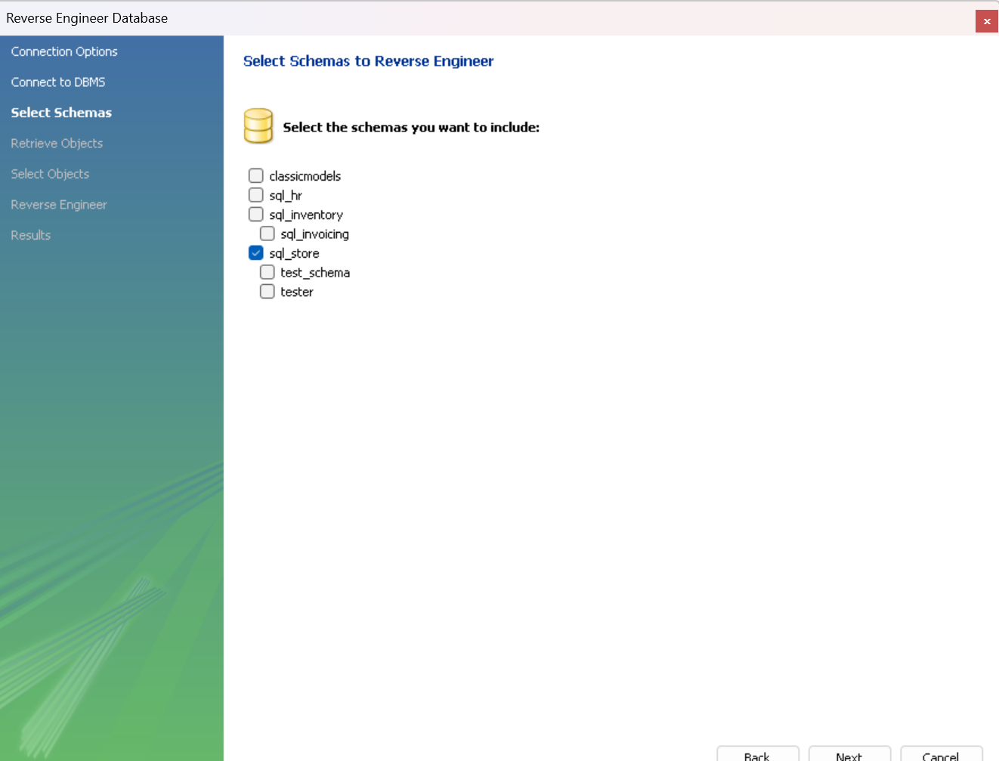 Reverse Engineer Database
Connection Options
Connect to DBMS
Select Schemas
Retrieve Objects
Select Objects
Reverse Engineer
Results
Select Schemas to Reverse Engineer
Select the schemas you want to include:
classicmodels
sql_hr
sql_inventory
sql_invoicing
sql_store
test_schema
tester
Back Next Cancel